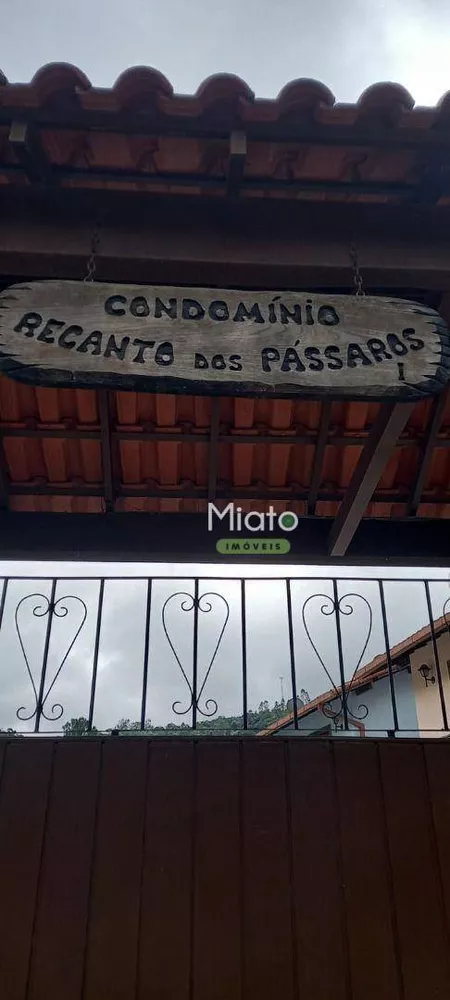 CONDOMÍNIO
RECANTO DOS PÁSSAROS
I
Miato
IMÓVEIS